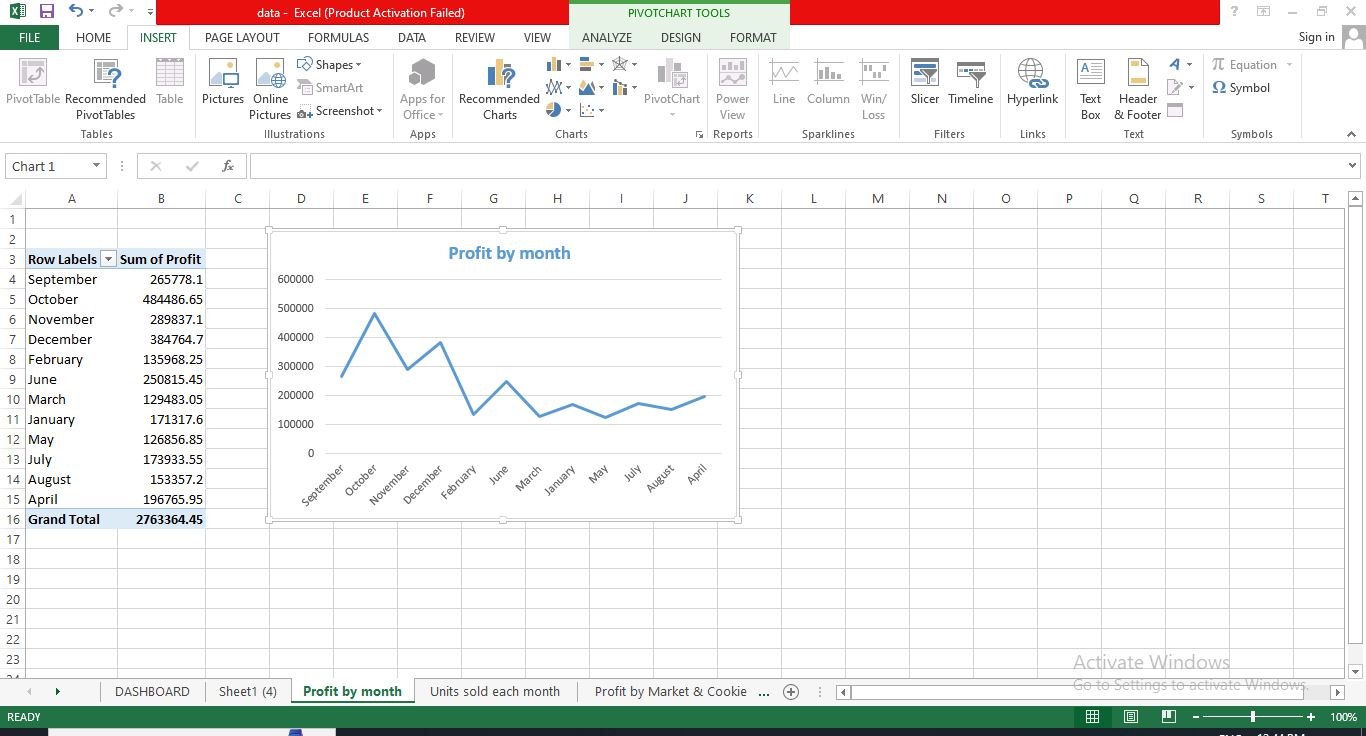 data - Excel (Product Activation Failed)
PIVOTCHART TOOLS
?
FILE HOME INSERT PAGE LAYOUT FORMULAS DATA REVIEW VIEW ANALYZE DESIGN FORMAT Sign in
PivotTable
Recommended
PivotTables
Table
Tables
Pictures
Online
Pictures
Shapes
SmartArt
Screenshot
Illustrations
Apps for
Office
Apps
Recommended
Charts
PivotChart
Charts
Power
View
Reports
Line
Column
Win/
Loss
Sparklines
Slicer
Timeline
Filters
Hyperlink
Links
Text
Box
Header
& Footer
Text
π Equation
Ω Symbol
Symbols
Chart 1
fx
A B C D E F G H I J K L M N O P Q R S T
1
2
3 Row Labels Sum of Profit
4 September 265778.1
5 October 484486.65
6 November 289837.1
7 December 384764.7
8 February 135968.25
9 June 250815.45
10 March 129483.05
11 January 171317.6
12 May 126856.85
13 July 173933.55
14 August 153357.2
15 April 196765.95
16 Grand Total 2763364.45
17
18
19
20
21
22
23
Profit by month
600000
500000
400000
300000
200000
100000
0
September October November December February June March January May July August April
Activate Windows
Go to Settings to activate Windows.
DASHBOARD Sheet1 (4) Profit by month Units sold each month Profit by Market & Cookie ...
READY
100%